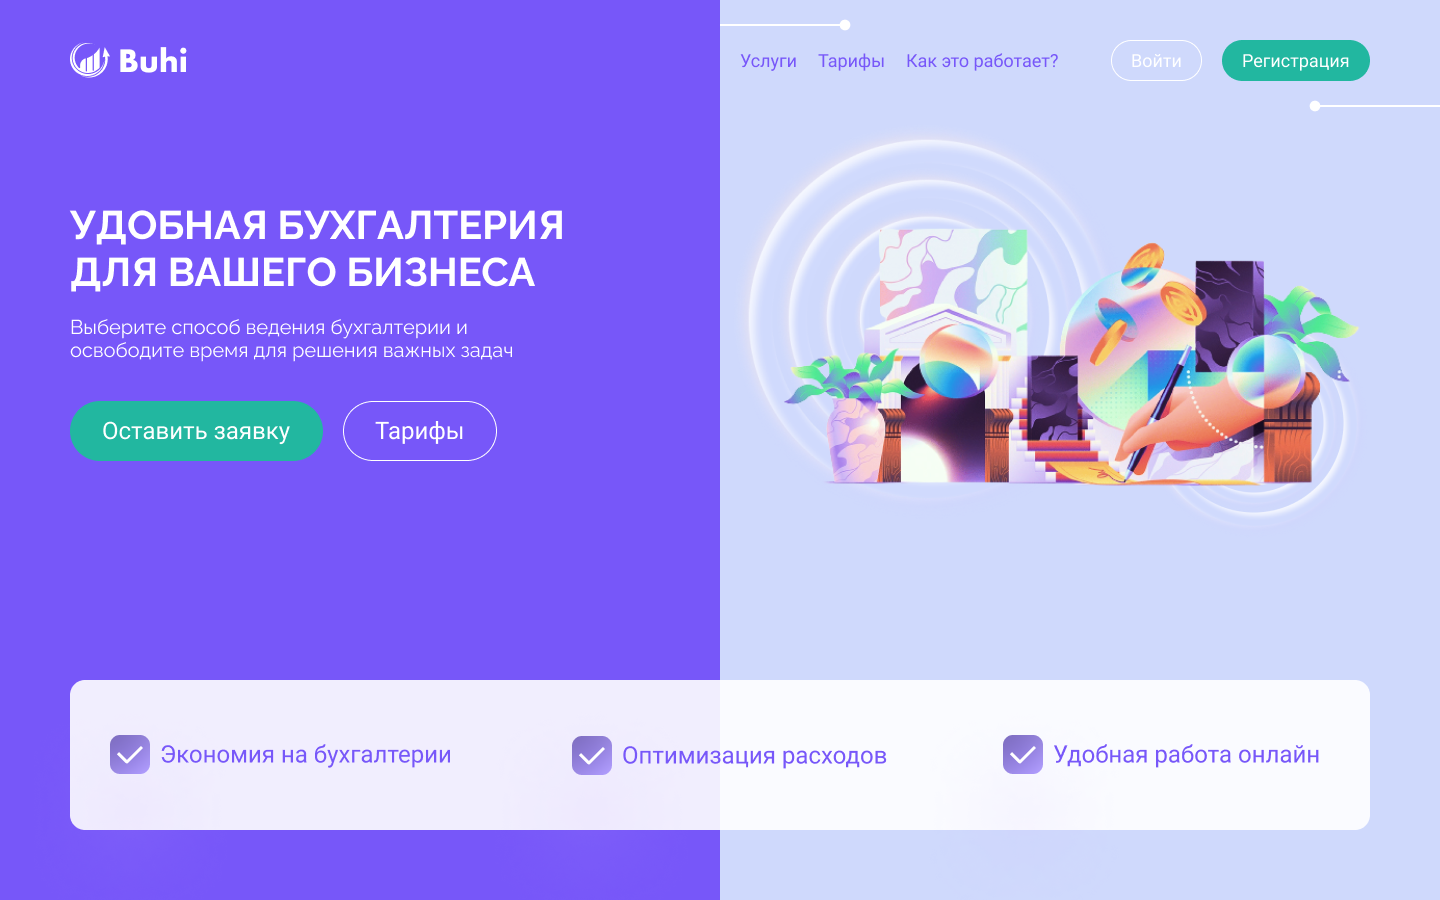 Buhi
Услуги
Тарифы
Как это работает?
Войти
Регистрация
УДОБНАЯ БУХГАЛТЕРИЯ
ДЛЯ ВАШЕГО БИЗНЕСА
Выберите способ ведения бухгалтерии и
освободите время для решения важных задач
Оставить заявку
Тарифы
Экономия на бухгалтерии
Оптимизация расходов
Удобная работа онлайн